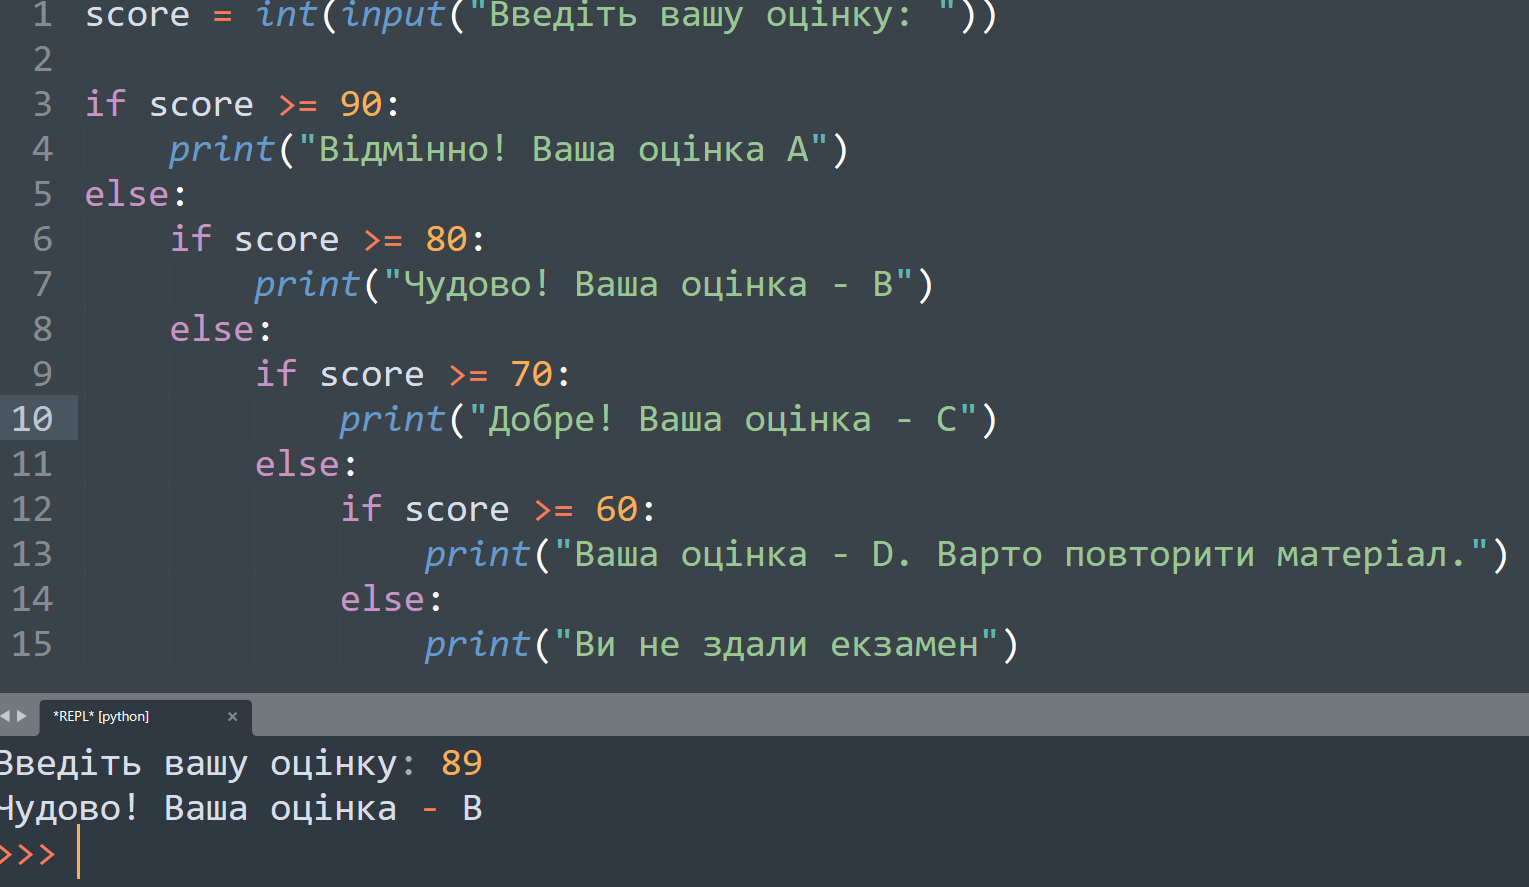 1 score = int(input("Введіть вашу оцінку: "))
2
3 if score >= 90:
4     print("Відмінно! Ваша оцінка А")
5 else:
6     if score >= 80:
7         print("Чудово! Ваша оцінка - B")
8     else:
9         if score >= 70:
10             print("Добре! Ваша оцінка - C")
11         else:
12             if score >= 60:
13                 print("Ваша оцінка - D. Варто повторити матеріал.")
14             else:
15                 print("Ви не здали екзамен")
*REPL* [python] ×
Введіть вашу оцінку: 89
Чудово! Ваша оцінка - B
>>>